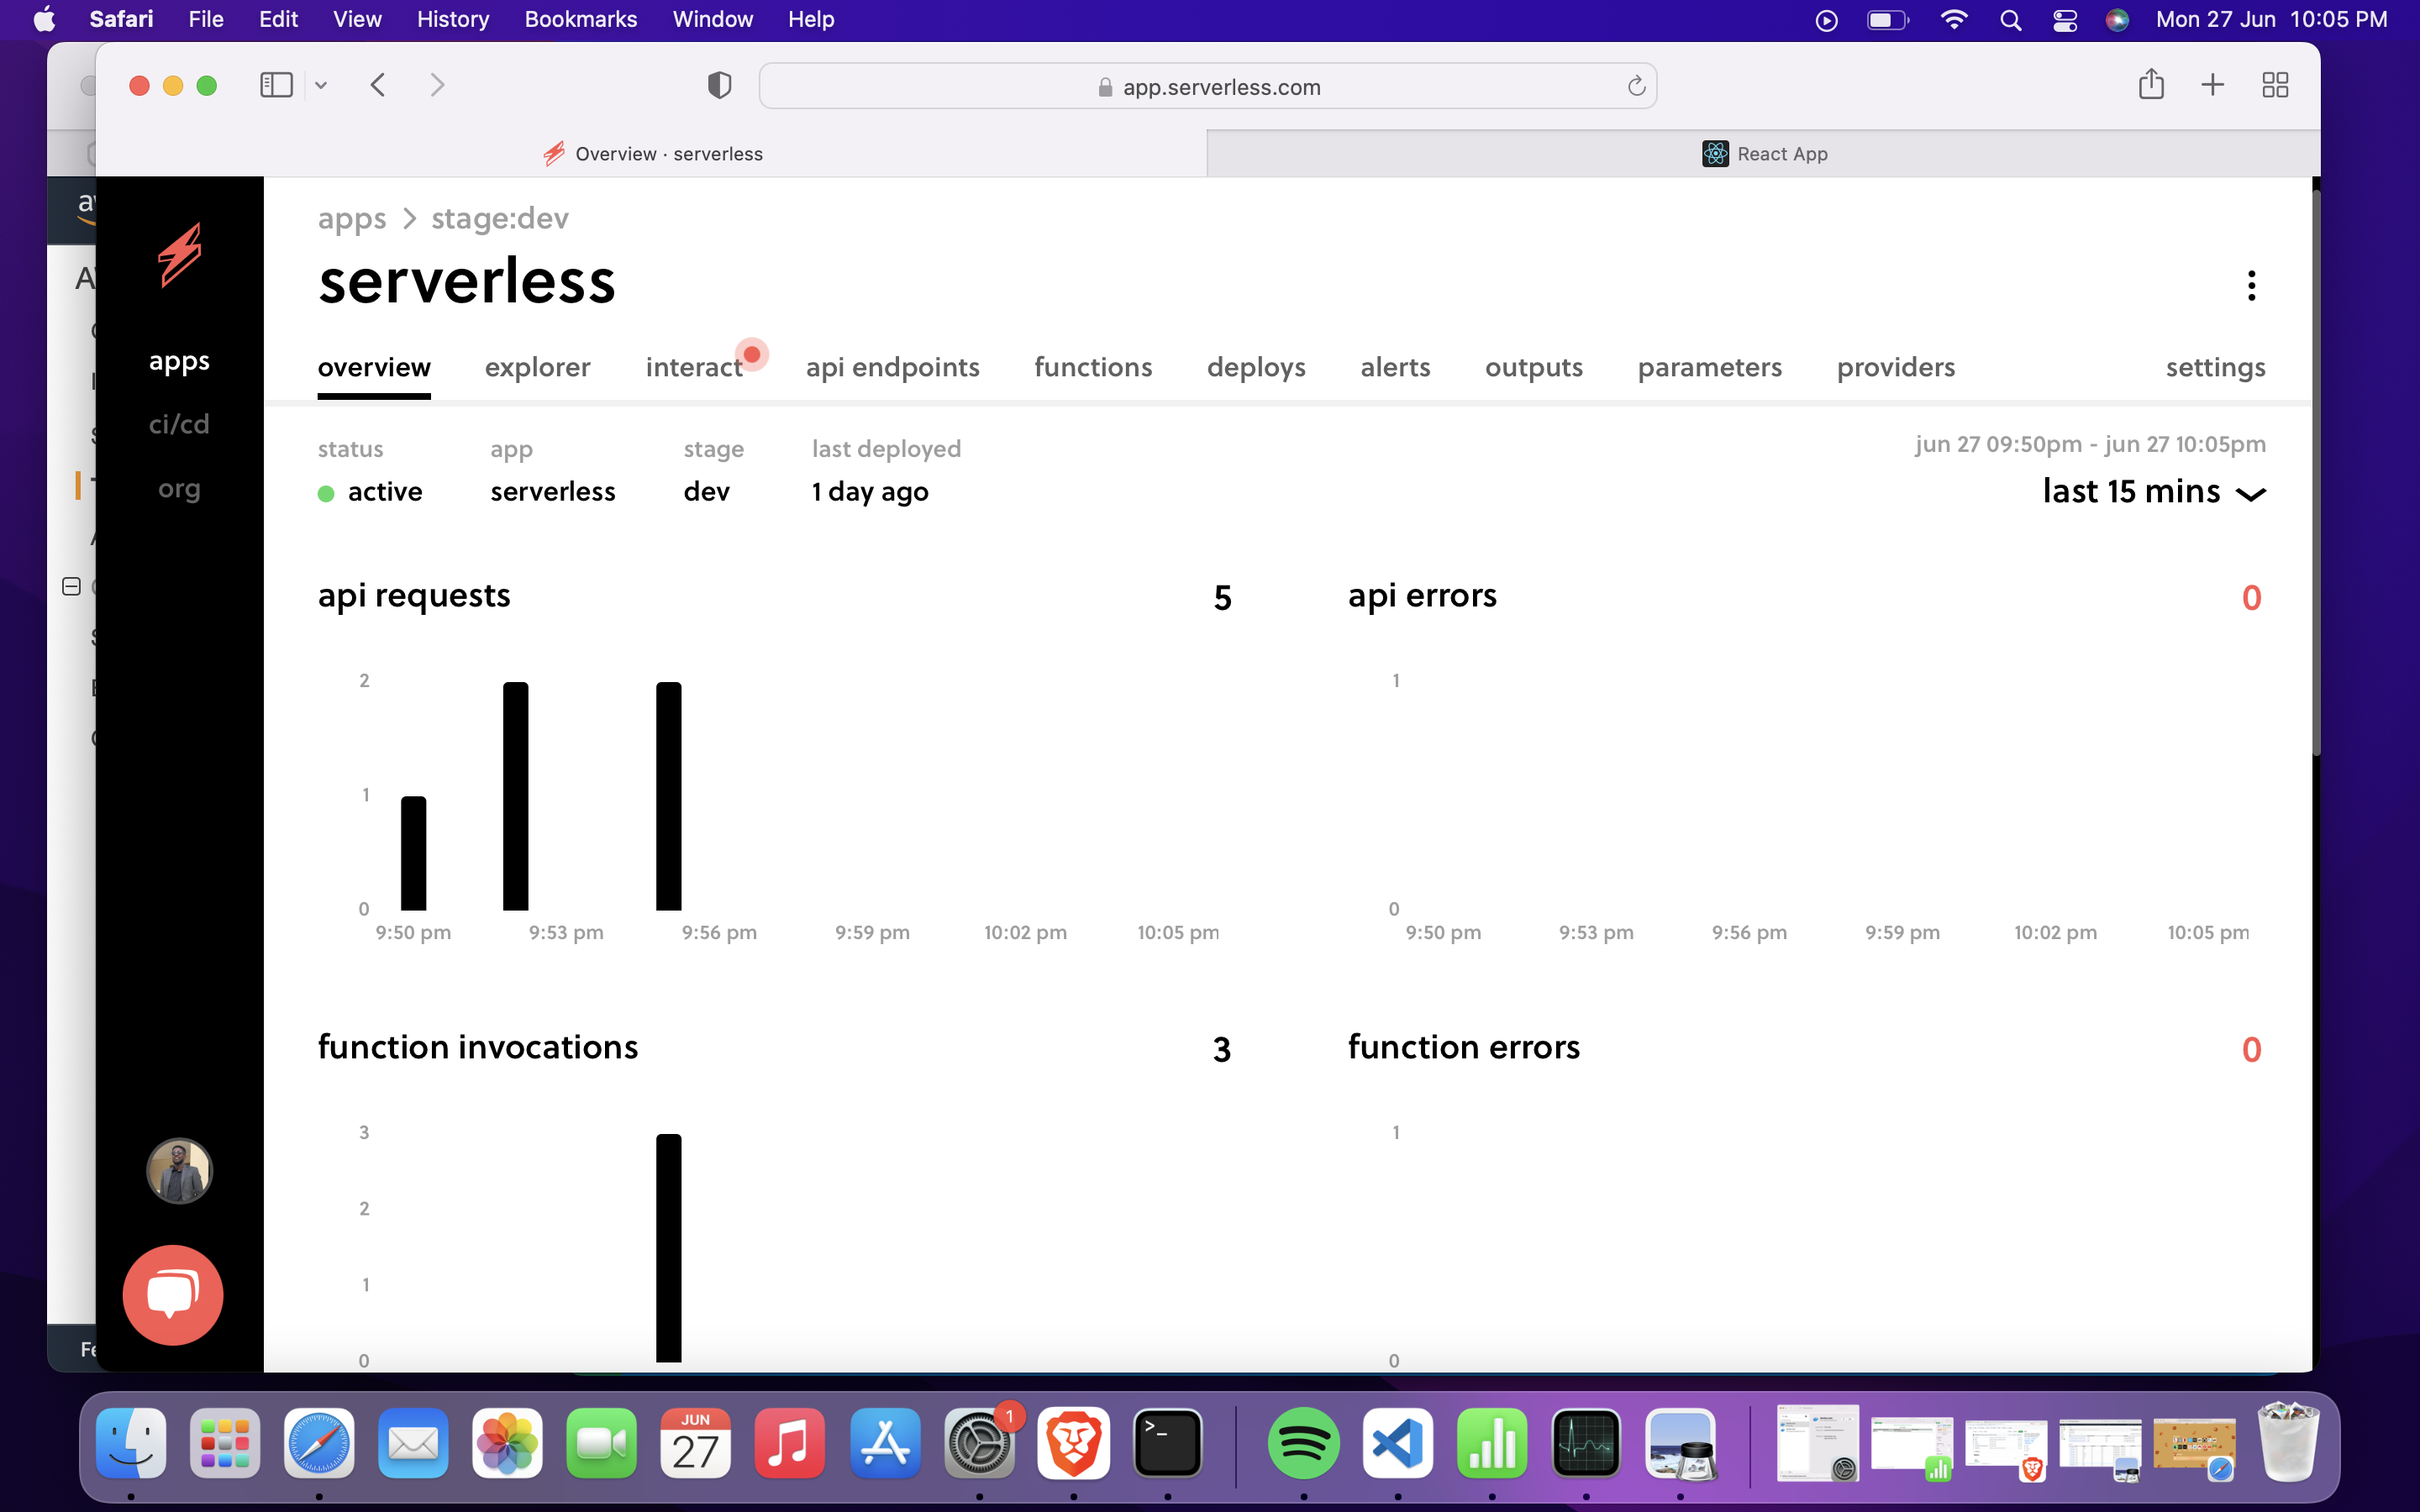 Safari File Edit View History Bookmarks Window Help Mon 27 Jun 10:05 PM
app.serverless.com
Overview · serverless React App
apps > stage:dev
serverless
apps
ci/cd
org
overview explorer interact api endpoints functions deploys alerts outputs parameters providers settings
status app stage last deployed jun 27 09:50pm - jun 27 10:05pm
active serverless dev 1 day ago last 15 mins
api requests 5 api errors 0
2 1
1
0 0
9:50 pm 9:53 pm 9:56 pm 9:59 pm 10:02 pm 10:05 pm 9:50 pm 9:53 pm 9:56 pm 9:59 pm 10:02 pm 10:05 pm
function invocations 3 function errors 0
3 1
2
1
0 0
JUN
27
1
>_